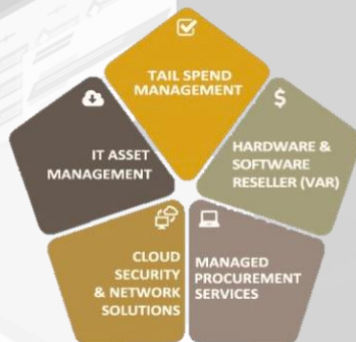 TAIL SPEND
MANAGEMENT
$
HARDWARE &
SOFTWARE
RESELLER (VAR)
IT ASSET
MANAGEMENT
CLOUD
SECURITY
& NETWORK
SOLUTIONS
MANAGED
PROCUREMENT
SERVICES